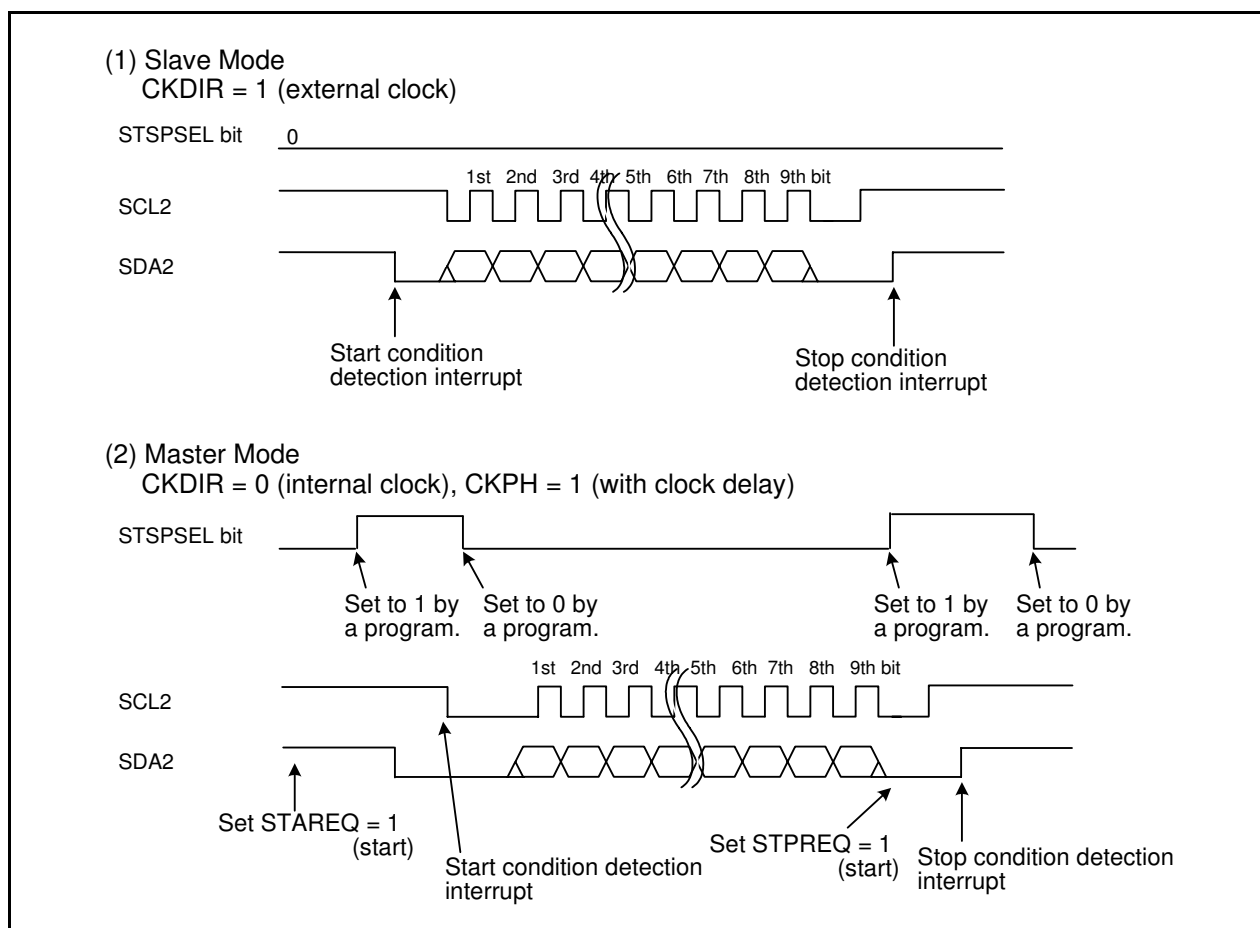 (1) Slave Mode
CKDIR = 1 (external clock)
STSPSEL bit
0
1st 2nd 3rd 4th 5th 6th 7th 8th 9th bit
SCL2
SDA2
Start condition
detection interrupt
Stop condition
detection interrupt
(2) Master Mode
CKDIR = 0 (internal clock), CKPH = 1 (with clock delay)
STSPSEL bit
Set to 1 by
a program.
Set to 0 by
a program.
Set to 1 by
a program.
Set to 0 by
a program.
1st 2nd 3rd 4th 5th 6th 7th 8th 9th bit
SCL2
SDA2
Set STAREQ = 1
(start)
Start condition detection
interrupt
Set STPREQ = 1
(start)
Stop condition detection
interrupt